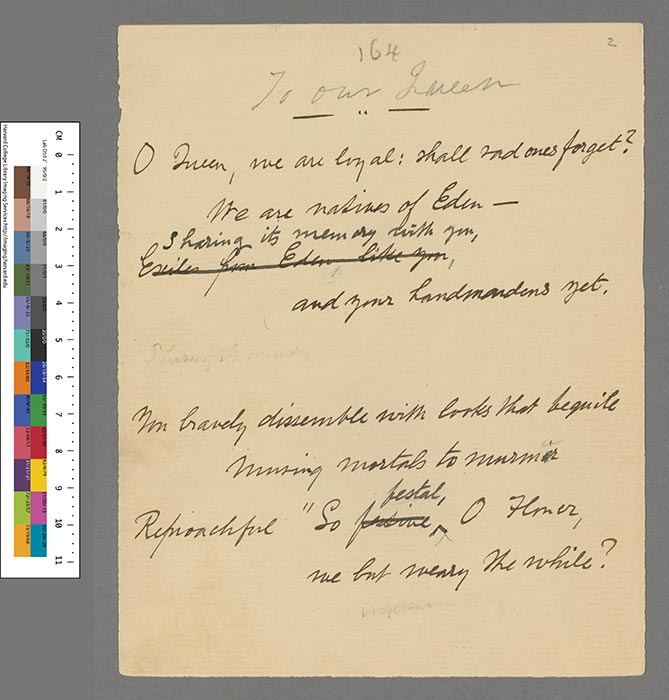 164
2
To our Queen
O Queen, we are loyal: shall sad ones forget?
We are natives of Eden —
Sharing its memory with you,
Exiles from Eden like you,
and your handmaidens yet.
Sharing its memory
You bravely dissemble with looks that beguile
Musing mortals to murmur
festal,
Reproachful "So festive, O Flower,
we but weary the while?
CM 0 1 2 3 4 5 6 7 8 9 10 11
Harvard College Library Imaging Services http://imaging.harvard.edu